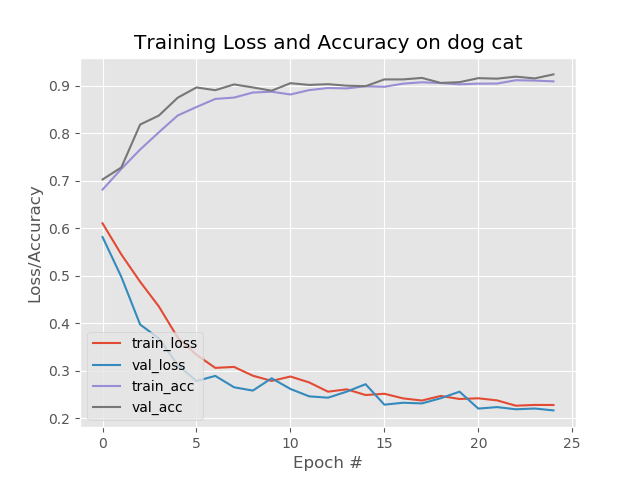 Training Loss and Accuracy on dog cat
Loss/Accuracy
0.9
0.8
0.7
0.6
0.5
0.4
0.3
0.2
train_loss
val_loss
train_acc
val_acc
0 5 10 15 20 25
Epoch #